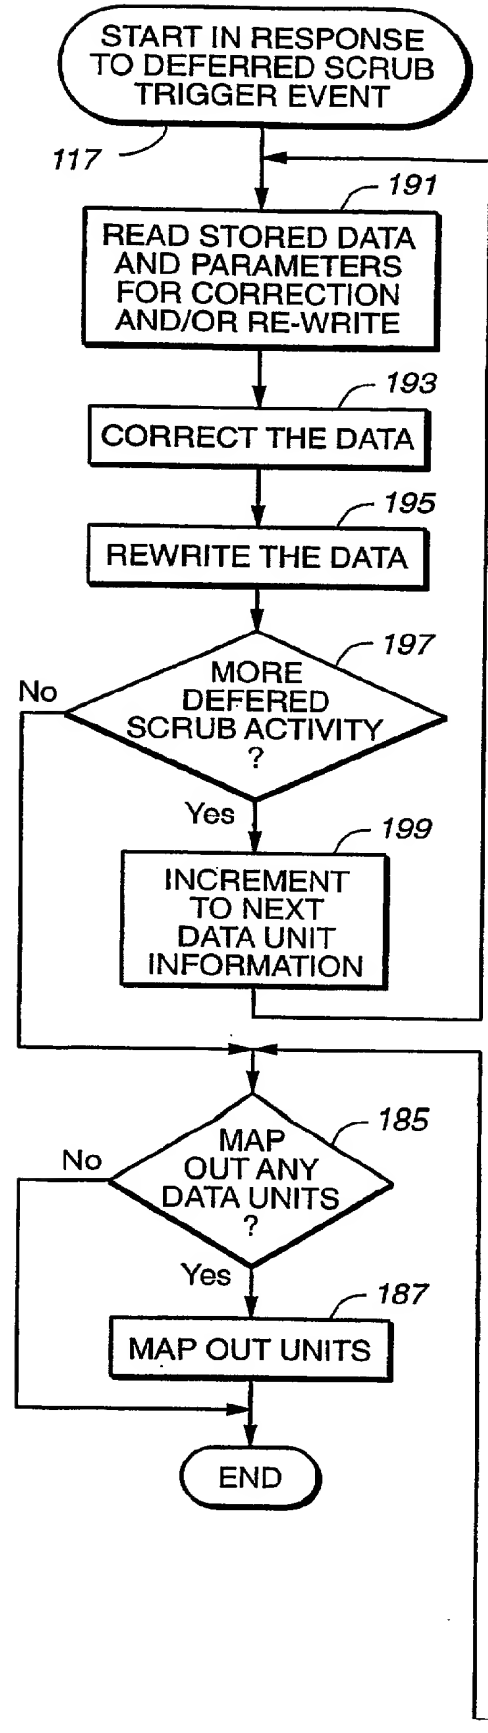 START IN RESPONSE
TO DEFERRED SCRUB
TRIGGER EVENT
117
191
READ STORED DATA
AND PARAMETERS
FOR CORRECTION
AND/OR RE-WRITE
193
CORRECT THE DATA
195
REWRITE THE DATA
197
MORE
DEFERED
SCRUB ACTIVITY
?
No
Yes
199
INCREMENT
TO NEXT
DATA UNIT
INFORMATION
185
MAP
OUT ANY
DATA UNITS
?
No
Yes
187
MAP OUT UNITS
END